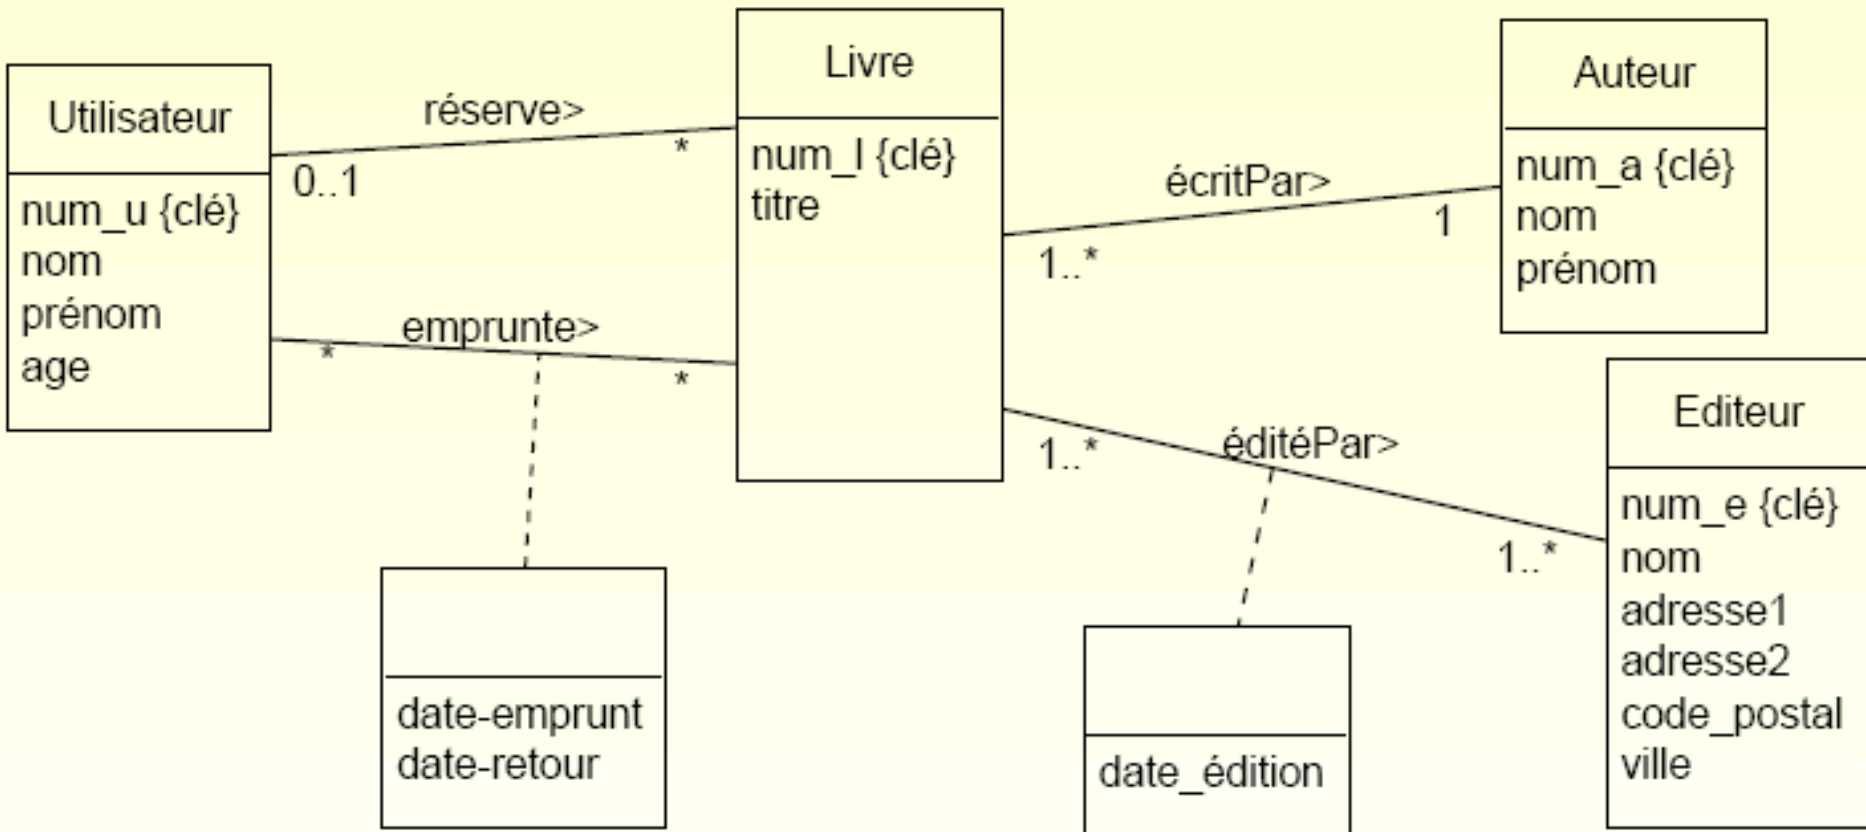 Utilisateur
num_u {clé}
nom
prénom
age
réserve>
0..1
*
emprunte>
*
*
date-emprunt
date-retour
Livre
num_l {clé}
titre
écritPar>
1..*
1
Auteur
num_a {clé}
nom
prénom
éditéPar>
1..*
1..*
date_édition
Editeur
num_e {clé}
nom
adresse1
adresse2
code_postal
ville